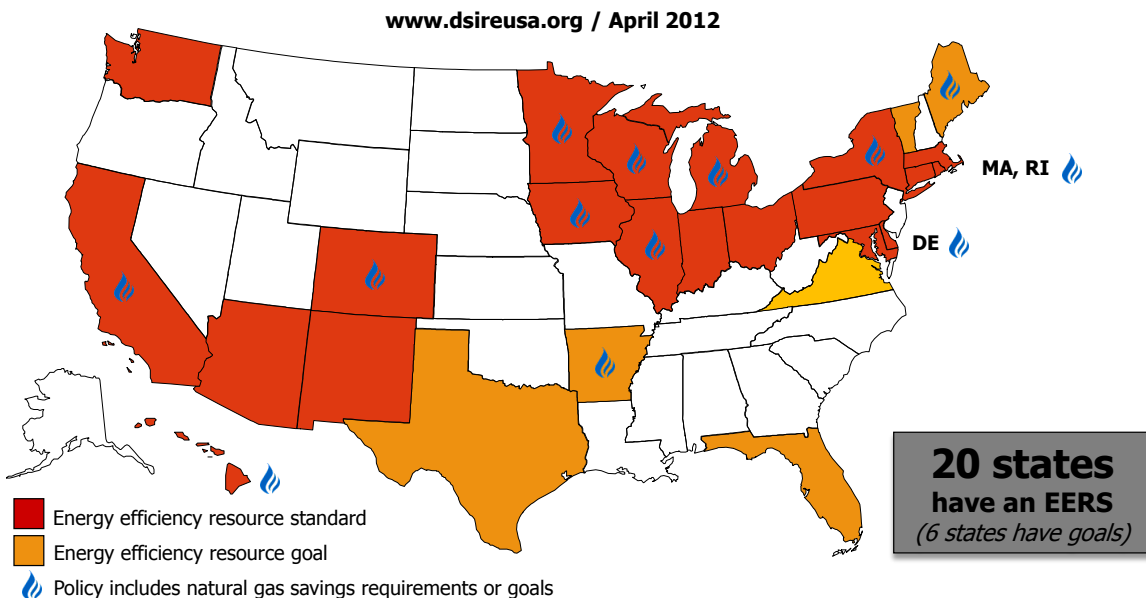 www.dsireusa.org / April 2012
MA, RI
DE
20 states
have an EERS
(6 states have goals)
Energy efficiency resource standard
Energy efficiency resource goal
Policy includes natural gas savings requirements or goals